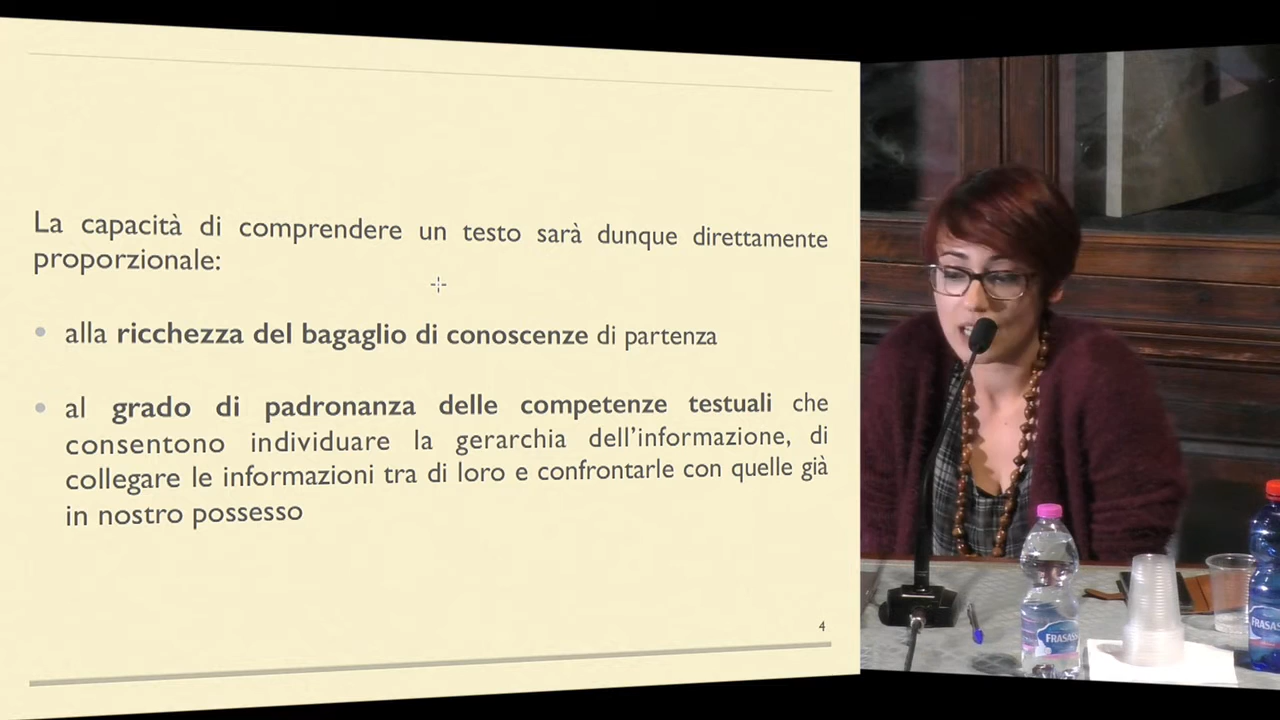 La capacità di comprendere un testo sarà dunque direttamente
proporzionale:
• alla ricchezza del bagaglio di conoscenze di partenza
• al grado di padronanza delle competenze testuali che
consentono individuare la gerarchia dell’informazione, di
collegare le informazioni tra di loro e confrontarle con quelle già
in nostro possesso
4
FRASASSI